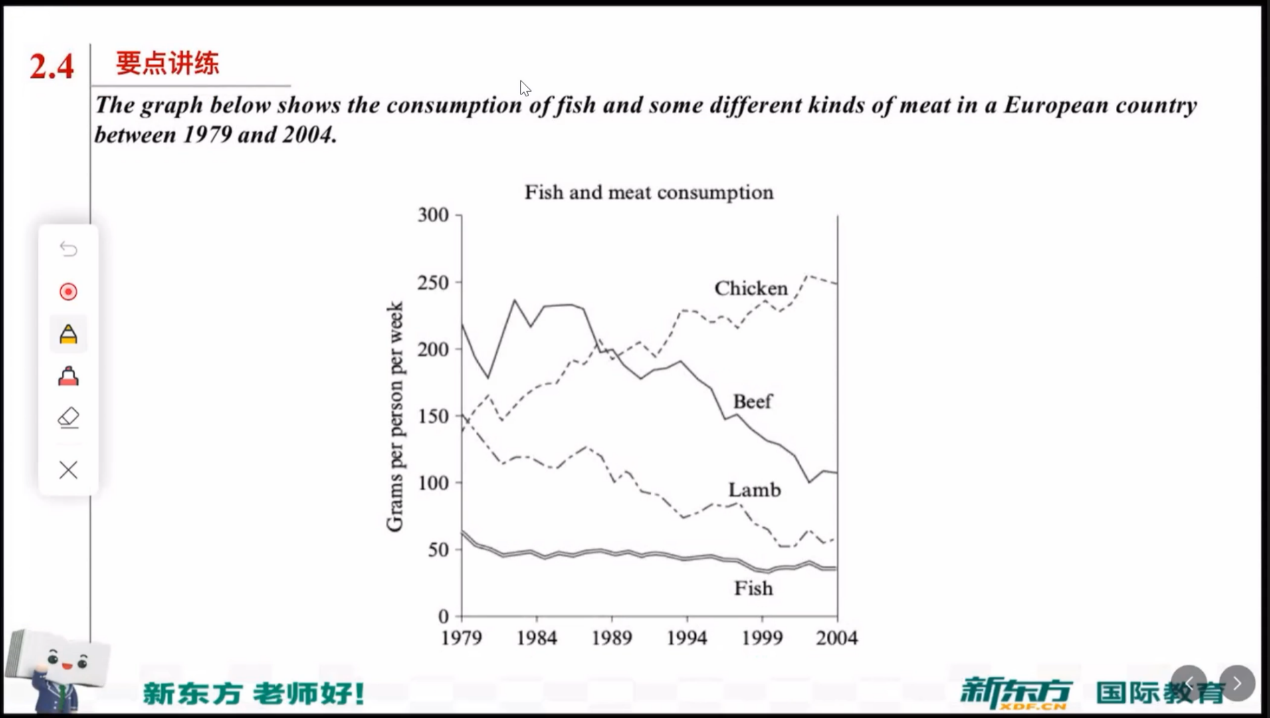 2.4
要点讲练
The graph below shows the consumption of fish and some different kinds of meat in a European country
between 1979 and 2004.
Fish and meat consumption
Grams per person per week
300
250
200
150
100
50
0
Chicken
Beef
Lamb
Fish
1979 1984 1989 1994 1999 2004
新东方 老师好!
新东方
XDF.CN
国际教育